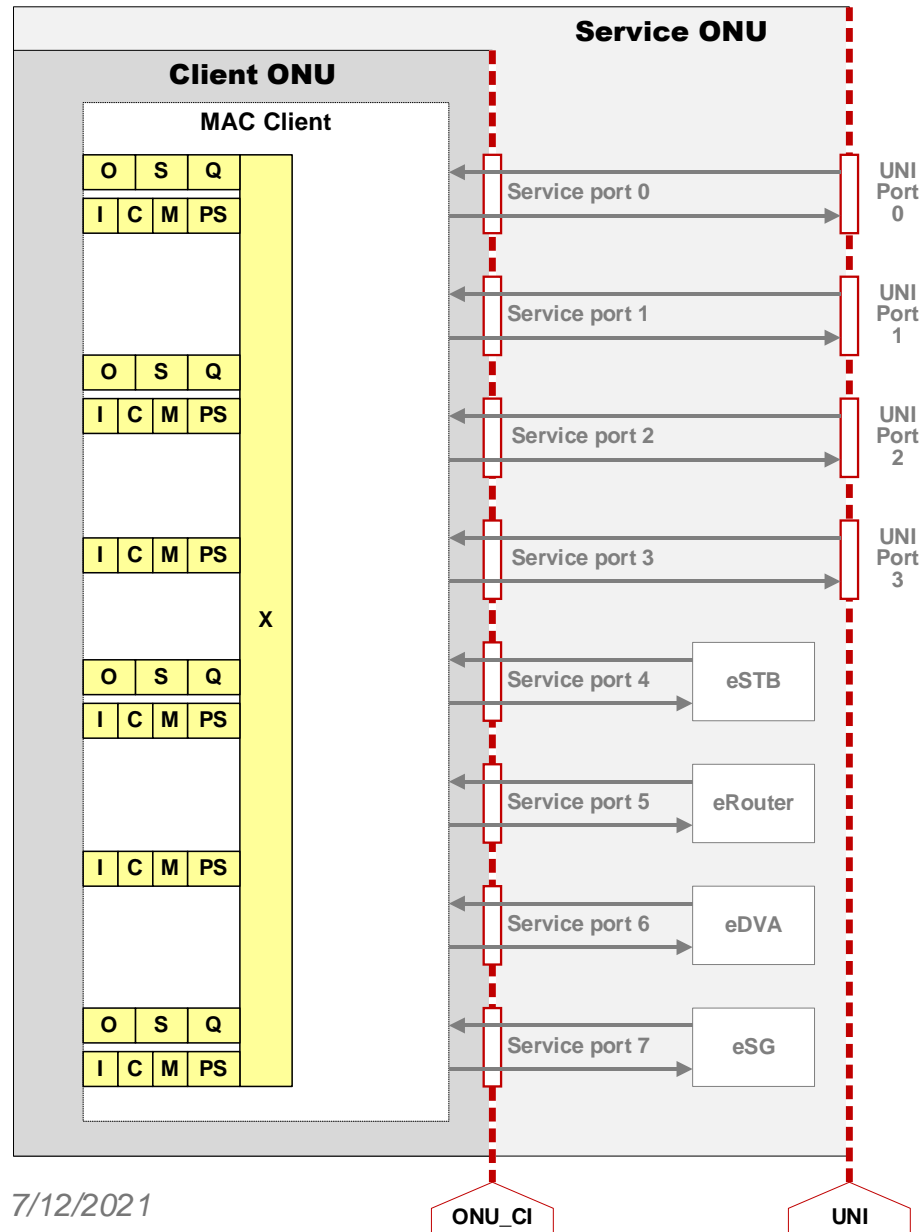 Service ONU
Client ONU
MAC Client
O S Q
I C M PS
Service port 0
UNI
Port
0
Service port 1
UNI
Port
1
O S Q
I C M PS
Service port 2
UNI
Port
2
I C M PS
Service port 3
UNI
Port
3
X
O S Q
I C M PS
Service port 4
eSTB
Service port 5
eRouter
I C M PS
Service port 6
eDVA
O S Q
I C M PS
Service port 7
eSG
7/12/2021
ONU_CI
UNI